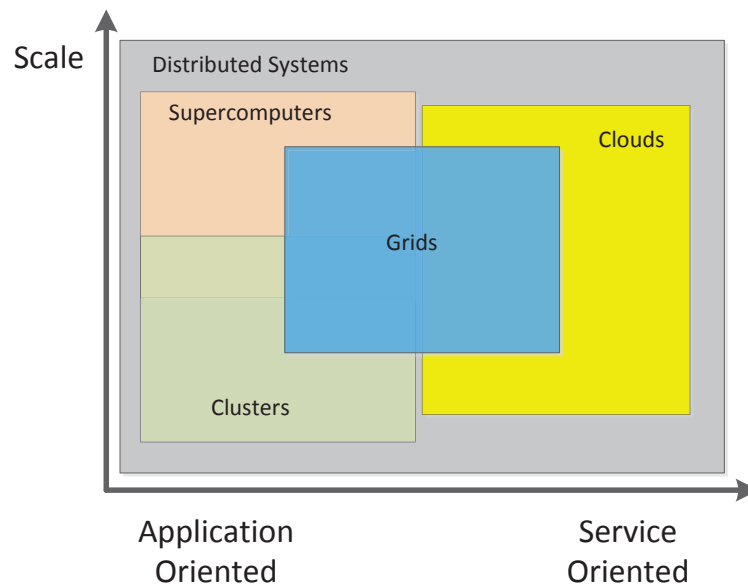 Scale
Distributed Systems
Supercomputers
Clouds
Grids
Clusters
Application
Oriented
Service
Oriented